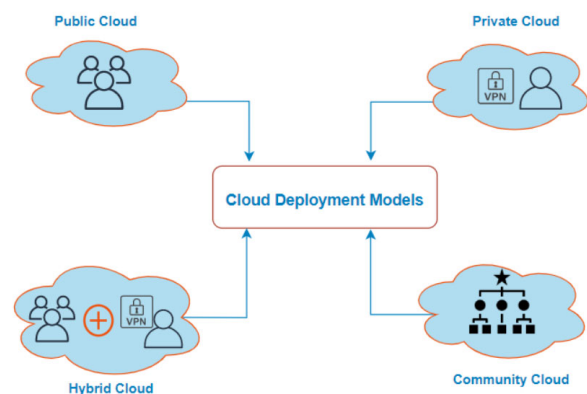 Public Cloud
Private Cloud
VPN
Cloud Deployment Models
VPN
Hybrid Cloud
Community Cloud